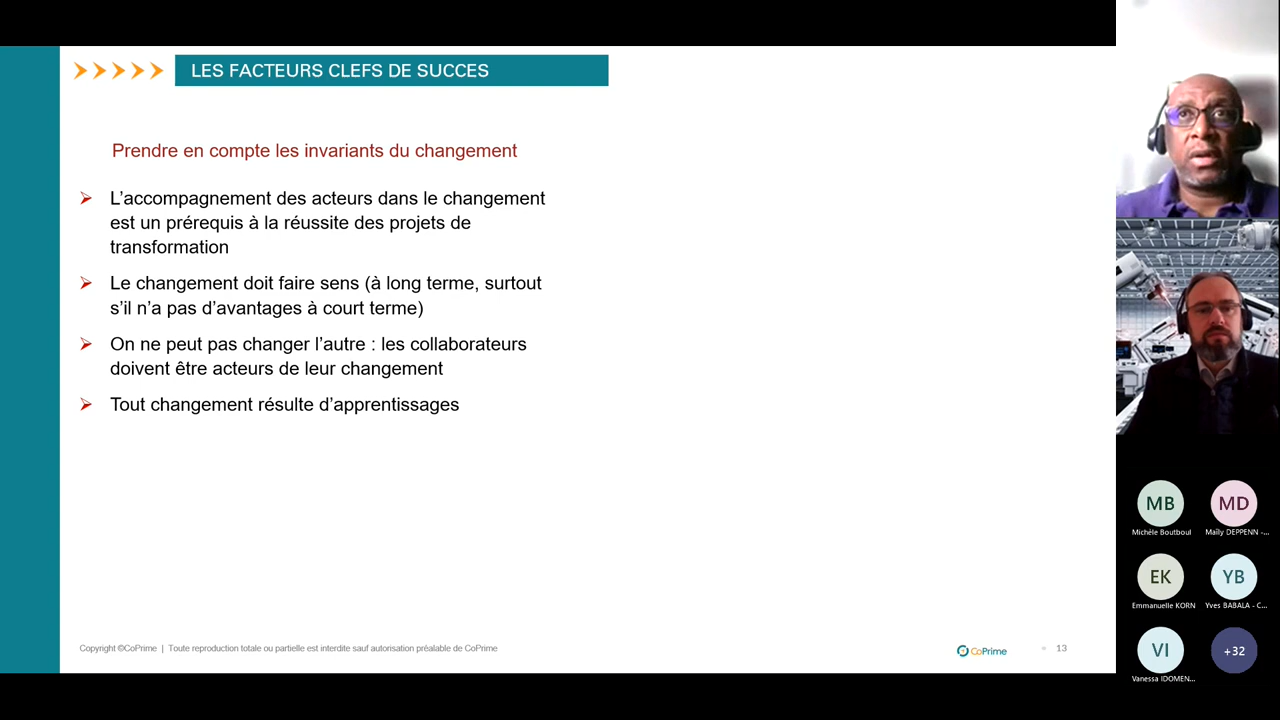 LES FACTEURS CLEFS DE SUCCES
Prendre en compte les invariants du changement
L’accompagnement des acteurs dans le changement
est un prérequis à la réussite des projets de
transformation
Le changement doit faire sens (à long terme, surtout
s’il n’a pas d’avantages à court terme)
On ne peut pas changer l’autre : les collaborateurs
doivent être acteurs de leur changement
Tout changement résulte d’apprentissages
Copyright ©CoPrime | Toute reproduction totale ou partielle est interdite sauf autorisation préalable de CoPrime
CoPrime
13
MB
MD
Michèle Boutboul
Maïly DEPPENN -...
EK
YB
Emmanuelle KORN
Yves BABALA - C...
VI
+32
Vanessa IDOMEN...